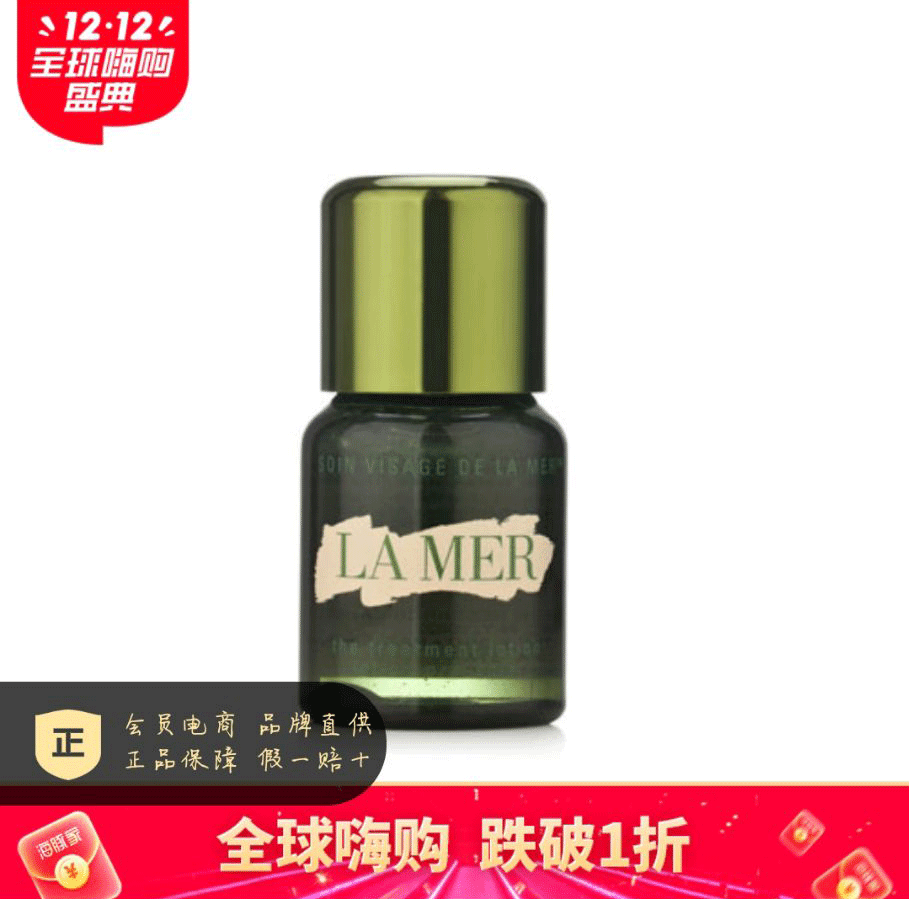 12·12
全球嗨购
盛典
SOIN VISAGE DE LA MER
LA MER
the treatment lotion
正
会员电商 品牌直供
正品保障 假一赔十
海豚家
全球嗨购 跌破1折